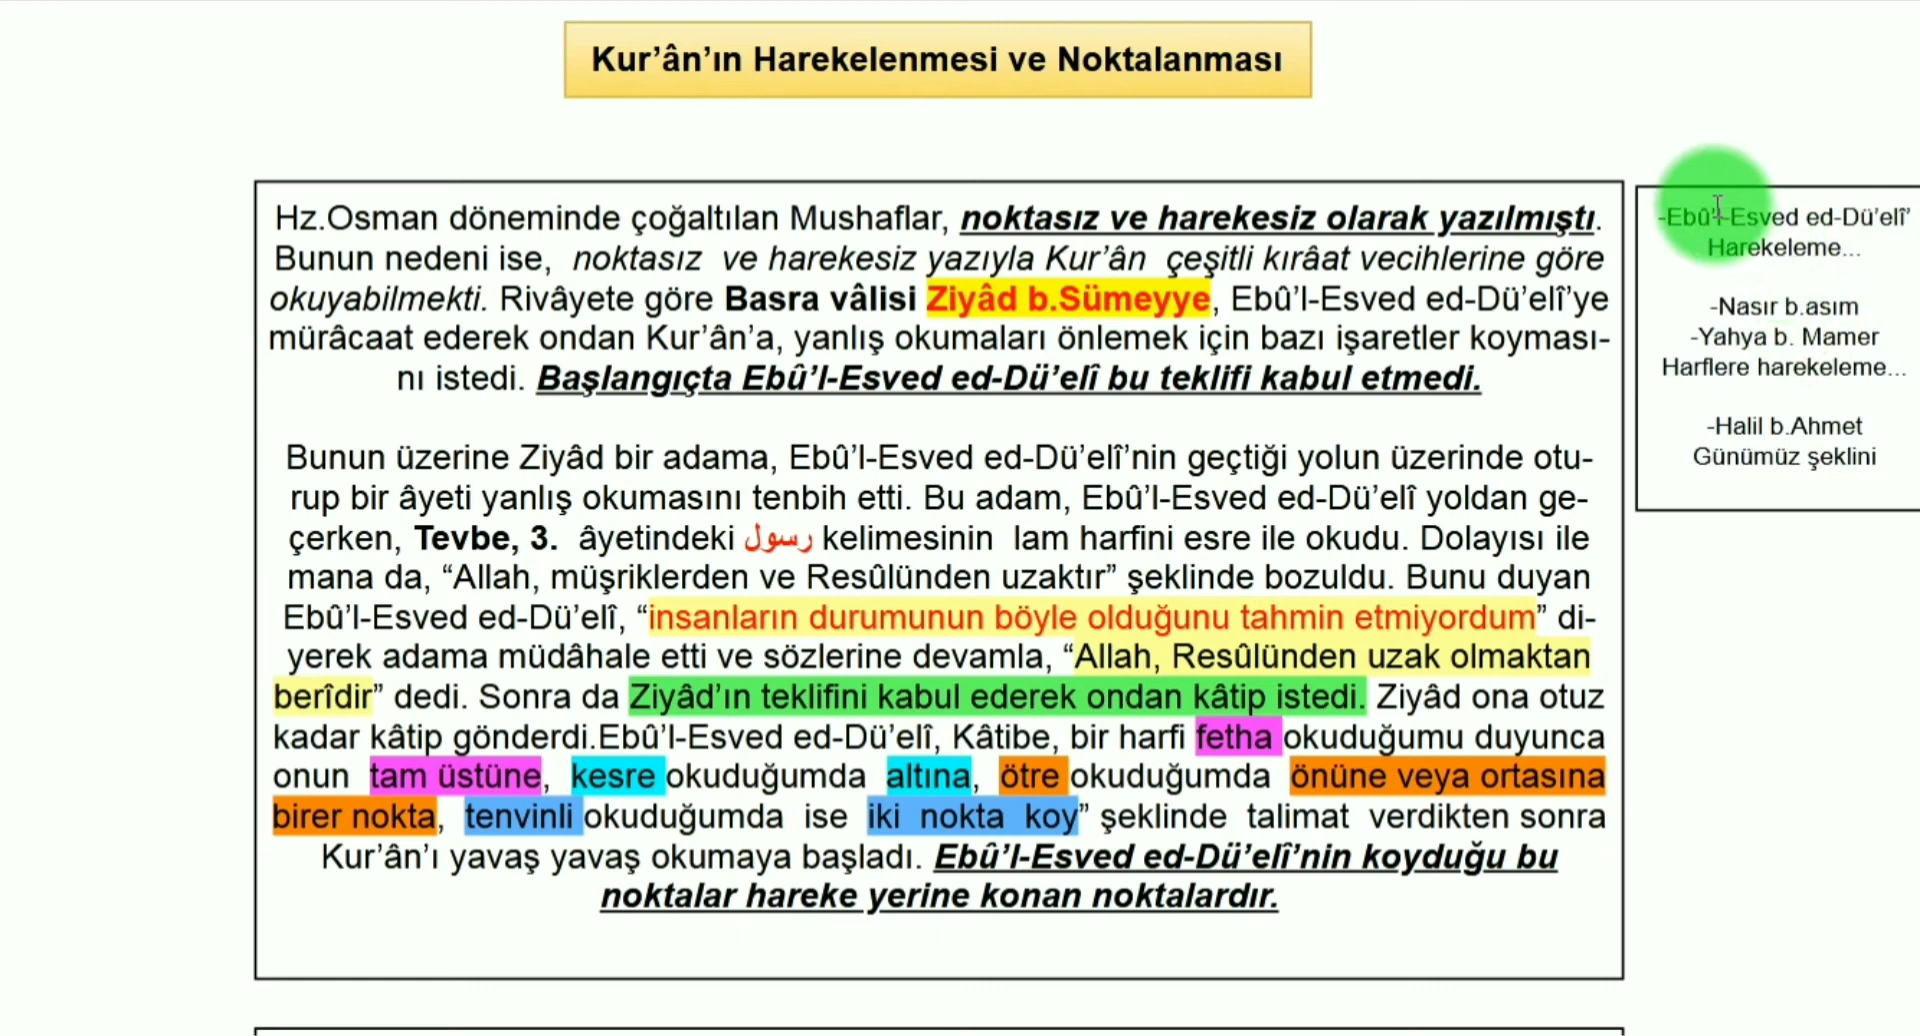 Kur’ân’ın Harekelenmesi ve Noktalanması
Hz.Osman döneminde çoğaltılan Mushaflar, noktasız ve harekesiz olarak yazılmıştı.
Bunun nedeni ise, noktasız ve harekesiz yazıyla Kur’ân çeşitli kırâat vecihlerine göre
okuyabilmekti. Rivâyete göre Basra vâlisi Ziyâd b.Sümeyye, Ebû’l-Esved ed-Dü’elî’ye
mürâcaat ederek ondan Kur’ân’a, yanlış okumaları önlemek için bazı işaretler koyması-
nı istedi. Başlangıçta Ebû’l-Esved ed-Dü’elî bu teklifi kabul etmedi.
Bunun üzerine Ziyâd bir adama, Ebû’l-Esved ed-Dü’elî’nin geçtiği yolun üzerinde otu-
rup bir âyeti yanlış okumasını tenbih etti. Bu adam, Ebû’l-Esved ed-Dü’elî yoldan ge-
çerken, Tevbe, 3. âyetindeki رسول kelimesinin lam harfini esre ile okudu. Dolayısı ile
mana da, “Allah, müşriklerden ve Resûlünden uzaktır” şeklinde bozuldu. Bunu duyan
Ebû’l-Esved ed-Dü’elî, “insanların durumunun böyle olduğunu tahmin etmiyordum” di-
yerek adama müdâhale etti ve sözlerine devamla, “Allah, Resûlünden uzak olmaktan
berîdir” dedi. Sonra da Ziyâd’ın teklifini kabul ederek ondan kâtip istedi. Ziyâd ona otuz
kadar kâtip gönderdi.Ebû’l-Esved ed-Dü’elî, Kâtibe, bir harfi fetha okuduğumu duyunca
onun tam üstüne, kesre okuduğumda altına, ötre okuduğumda önüne veya ortasına
birer nokta, tenvinli okuduğumda ise iki nokta koy” şeklinde talimat verdikten sonra
Kur’ân’ı yavaş yavaş okumaya başladı. Ebû’l-Esved ed-Dü’elî’nin koyduğu bu
noktalar hareke yerine konan noktalardır.
-Ebû’l-Esved ed-Dü’elî’
Harekeleme...
-Nasır b.asım
-Yahya b. Mamer
Harflere harekeleme...
-Halil b.Ahmet
Günümüz şeklini